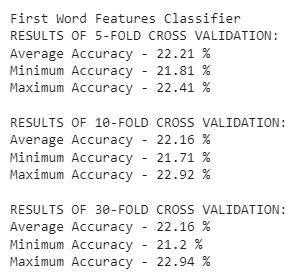 First Word Features Classifier
RESULTS OF 5-FOLD CROSS VALIDATION:
Average Accuracy - 22.21 %
Minimum Accuracy - 21.81 %
Maximum Accuracy - 22.41 %
RESULTS OF 10-FOLD CROSS VALIDATION:
Average Accuracy - 22.16 %
Minimum Accuracy - 21.71 %
Maximum Accuracy - 22.92 %
RESULTS OF 30-FOLD CROSS VALIDATION:
Average Accuracy - 22.16 %
Minimum Accuracy - 21.2 %
Maximum Accuracy - 22.94 %